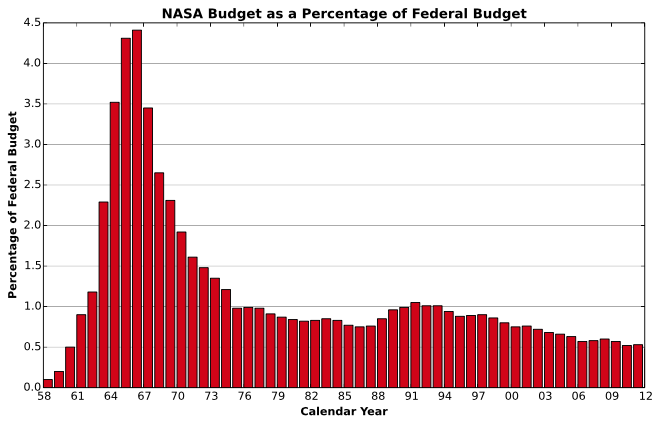 NASA Budget as a Percentage of Federal Budget
4.5
4.0
3.5
3.0
2.5
2.0
1.5
1.0
0.5
0.0
Percentage of Federal Budget
58 61 64 67 70 73 76 79 82 85 88 91 94 97 00 03 06 09 12
Calendar Year